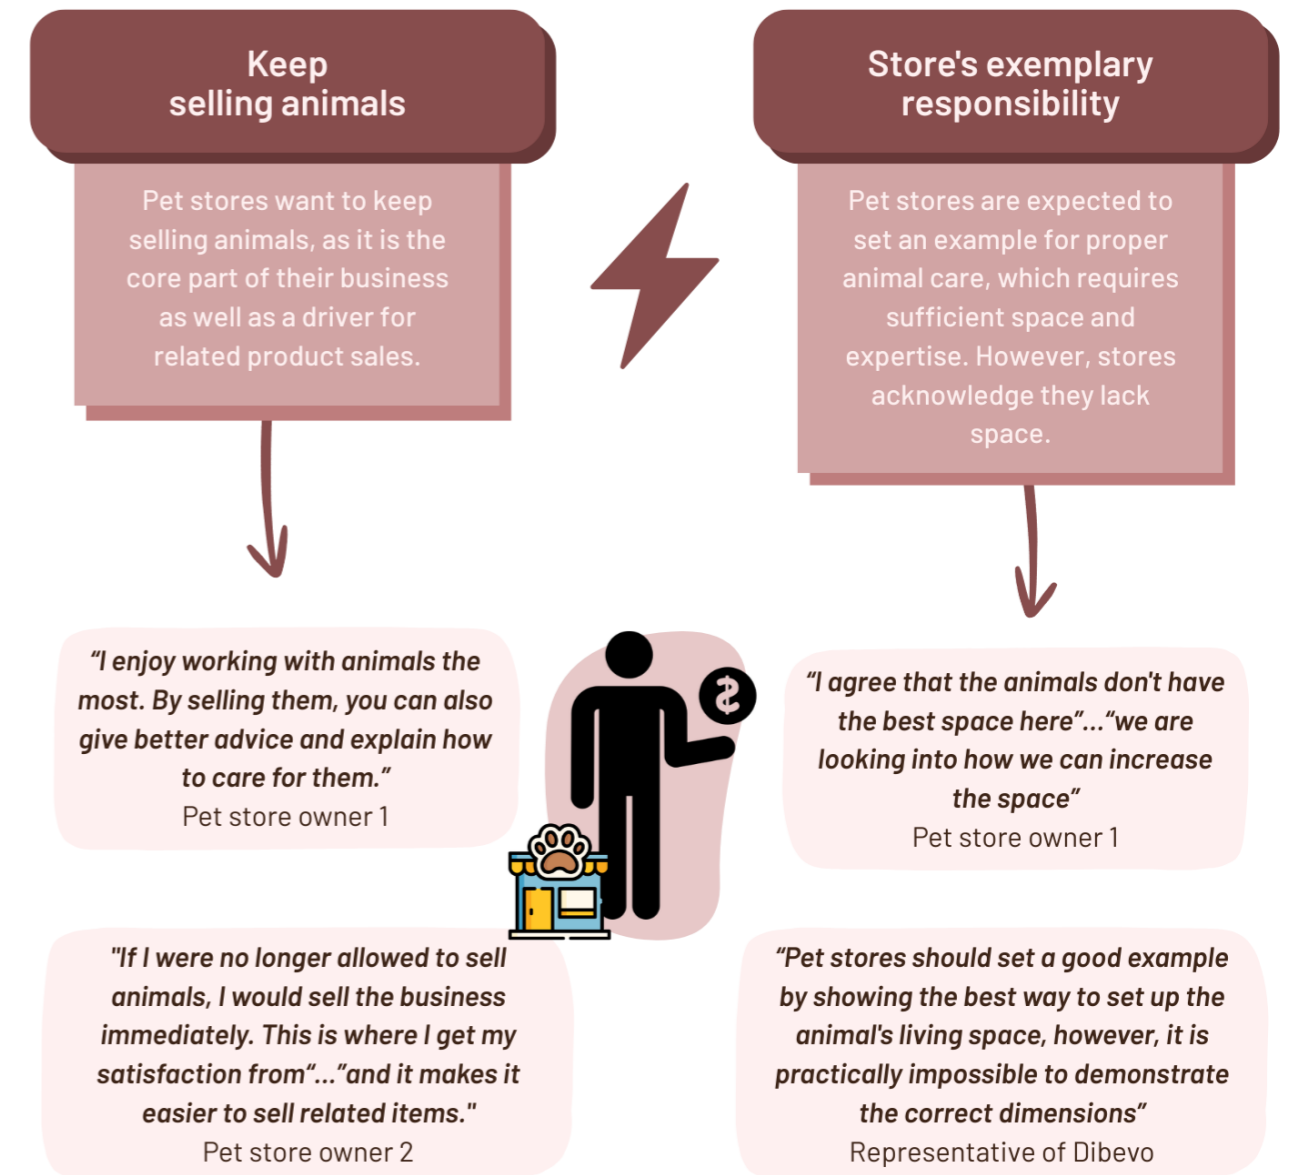 Keep
selling animals
Pet stores want to keep
selling animals, as it is the
core part of their business
as well as a driver for
related product sales.
Store's exemplary
responsibility
Pet stores are expected to
set an example for proper
animal care, which requires
sufficient space and
expertise. However, stores
acknowledge they lack
space.
“I enjoy working with animals the
most. By selling them, you can also
give better advice and explain how
to care for them.”
Pet store owner 1
“I agree that the animals don't have
the best space here”...“we are
looking into how we can increase
the space”
Pet store owner 1
"If I were no longer allowed to sell
animals, I would sell the business
immediately. This is where I get my
satisfaction from“...”and it makes it
easier to sell related items."
Pet store owner 2
“Pet stores should set a good example
by showing the best way to set up the
animal's living space, however, it is
practically impossible to demonstrate
the correct dimensions”
Representative of Dibevo